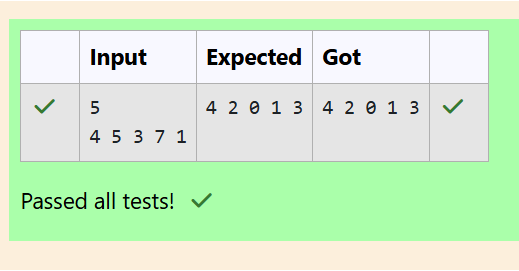 Input Expected Got
5 4 2 0 1 3 4 2 0 1 3
4 5 3 7 1
Passed all tests!